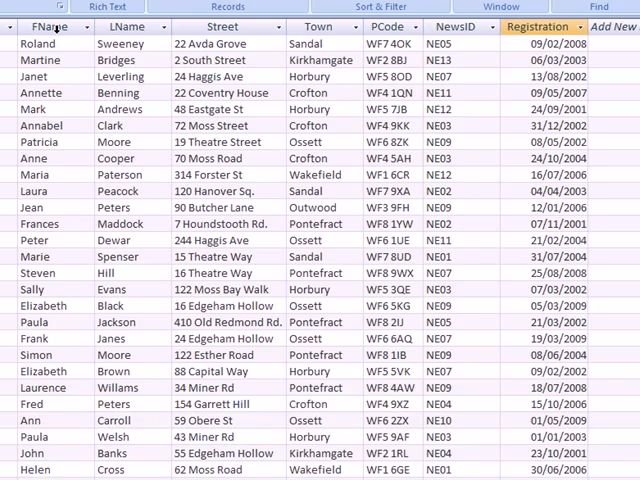 Rich Text Records Sort & Filter Window Find
FName LName Street Town PCode NewsID Registration Add New
Roland Sweeney 22 Avda Grove Sandal WF7 4OK NE05 09/02/2008
Martine Bridges 2 South Street Kirkhamgate WF2 8BJ NE13 06/03/2003
Janet Leverling 24 Haggis Ave Horbury WF5 8OD NE07 13/08/2002
Annette Benning 22 Coventry House Crofton WF4 1QN NE11 09/05/2007
Mark Andrews 48 Eastgate St Horbury WF5 7JB NE12 24/09/2001
Annabel Clark 72 Moss Street Crofton WF4 9KK NE03 31/12/2002
Patricia Moore 19 Theatre Street Ossett WF6 8ZK NE09 08/05/2002
Anne Cooper 70 Moss Road Crofton WF4 5AH NE03 24/10/2004
Maria Paterson 314 Forster St Wakefield WF1 6CR NE12 16/07/2006
Laura Peacock 120 Hanover Sq. Sandal WF7 9XA NE02 04/04/2003
Jean Peters 90 Butcher Lane Outwood WF3 9FH NE09 12/01/2006
Frances Maddock 7 Houndstooth Rd. Pontefract WF8 1YW NE02 07/11/2001
Peter Dewar 244 Haggis Ave Ossett WF6 1UE NE11 21/02/2004
Marie Spenser 15 Theatre Way Sandal WF7 8UD NE01 31/07/2004
Steven Hill 16 Theatre Way Pontefract WF8 9WX NE07 25/08/2008
Sally Evans 122 Moss Bay Walk Horbury WF5 3QE NE03 07/03/2002
Elizabeth Black 16 Edgeham Hollow Ossett WF6 5KG NE09 05/03/2009
Paula Jackson 410 Old Redmond Rd. Pontefract WF8 2IJ NE05 21/03/2002
Frank Janes 24 Edgeham Hollow Ossett WF6 6AQ NE07 19/03/2009
Simon Moore 122 Esther Road Pontefract WF8 1IB NE09 08/06/2004
Elizabeth Brown 38 Capital Way Horbury WF5 5VK NE07 09/02/2002
Laurence Willams 34 Miner Rd Pontefract WF8 4AW NE09 18/07/2008
Fred Peters 154 Garrett Hill Crofton WF4 9XZ NE04 15/10/2006
Ann Carroll 59 Obere St Ossett WF6 2ZX NE10 01/05/2009
Paula Welsh 43 Miner Rd Horbury WF5 9AF NE03 01/01/2003
John Banks 55 Edgeham Hollow Kirkhamgate WF2 1RL NE04 23/10/2001
Helen Cross 62 Moss Road Wakefield WF1 6GE NE01 30/06/2006